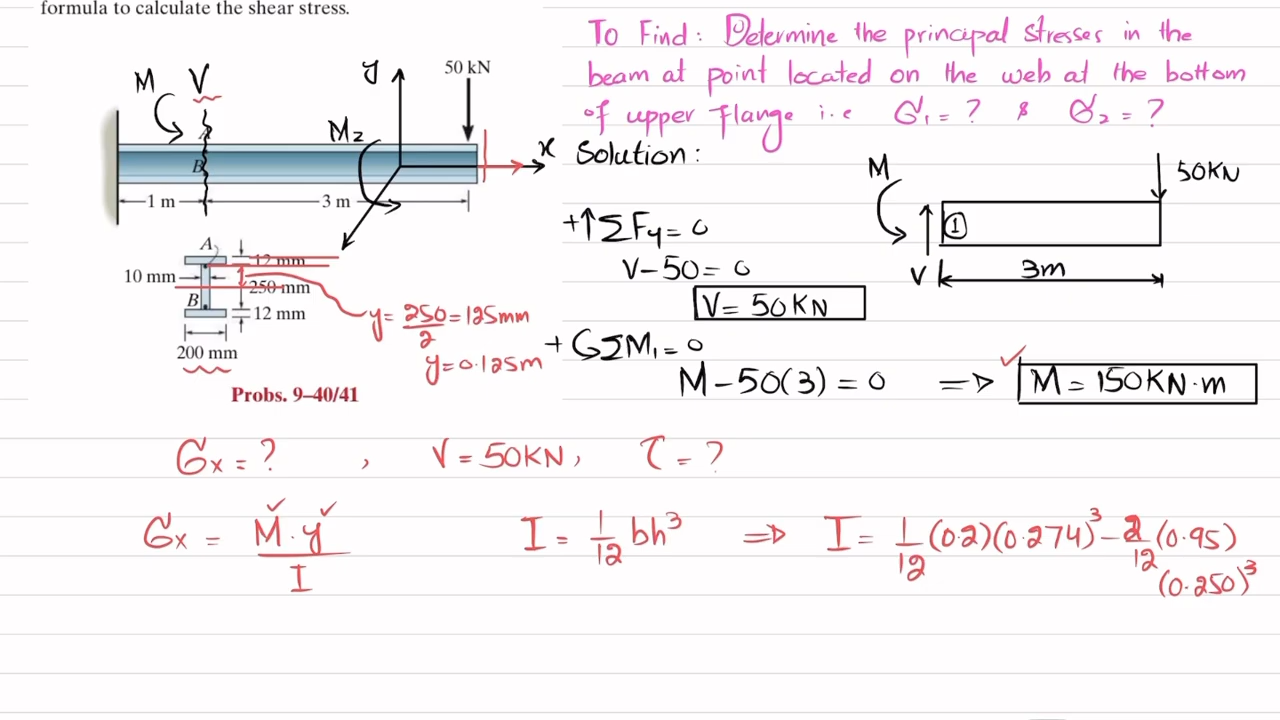 formula to calculate the shear stress.
To Find: Determine the principal stresses in the
beam at point located on the web at the bottom
of upper flange i.e σ₁ = ? & σ₂ = ?
Solution:
M V
y
50 kN
A
M₂
x
B
1 m
3 m
M
50KN
1
V
3m
+↑ΣFy = 0
V-50 = 0
V = 50KN
+↺ΣM₁ = 0
M-50(3) = 0 ⇒ M = 150KN·m
A
12 mm
10 mm
250 mm
B
12 mm
200 mm
y = 250/2 = 125mm
y = 0.125m
Probs. 9–40/41
σx = ? , V = 50KN, τ = ?
σx = M·y/I I = 1/12 bh³ ⇒ I = 1/12 (0.2)(0.274)³ - 2/12 (0.95)
(0.250)³